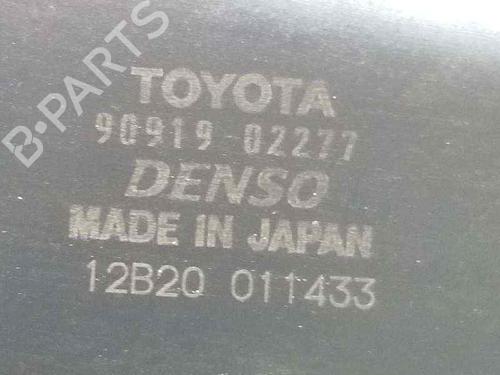 B-PARTS
TOYOTA
90919 02277
DENSO
MADE IN JAPAN
12B20 011433